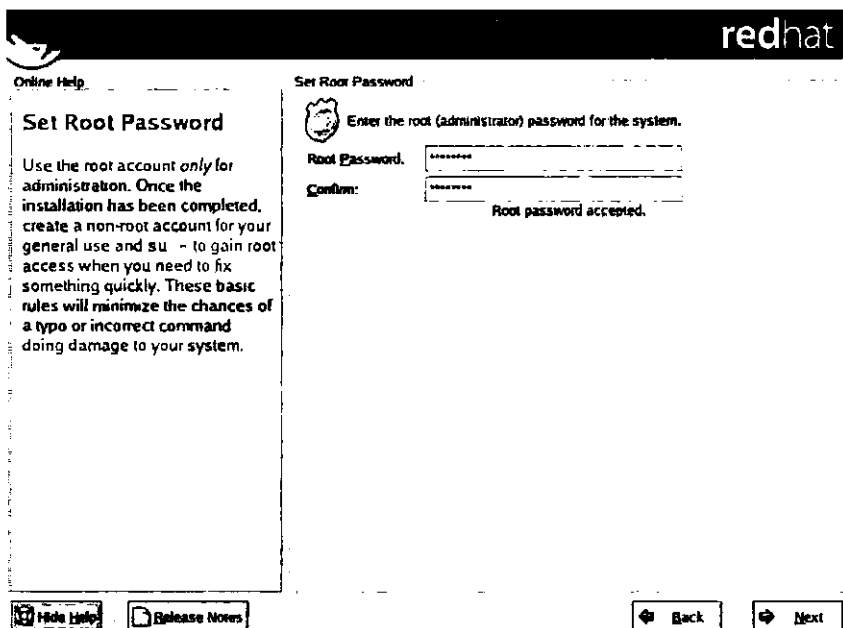 redhat
Online Help
Set Root Password
Use the root account only for
administration. Once the
installation has been completed,
create a non-root account for your
general use and su - to gain root
access when you need to fix
something quickly. These basic
rules will minimize the chances of
a typo or incorrect command
doing damage to your system.
Set Root Password
Enter the root (administrator) password for the system.
Root Password. ********
Confirm: ********
Root password accepted.
Hide Help
Release Notes
Back
Next